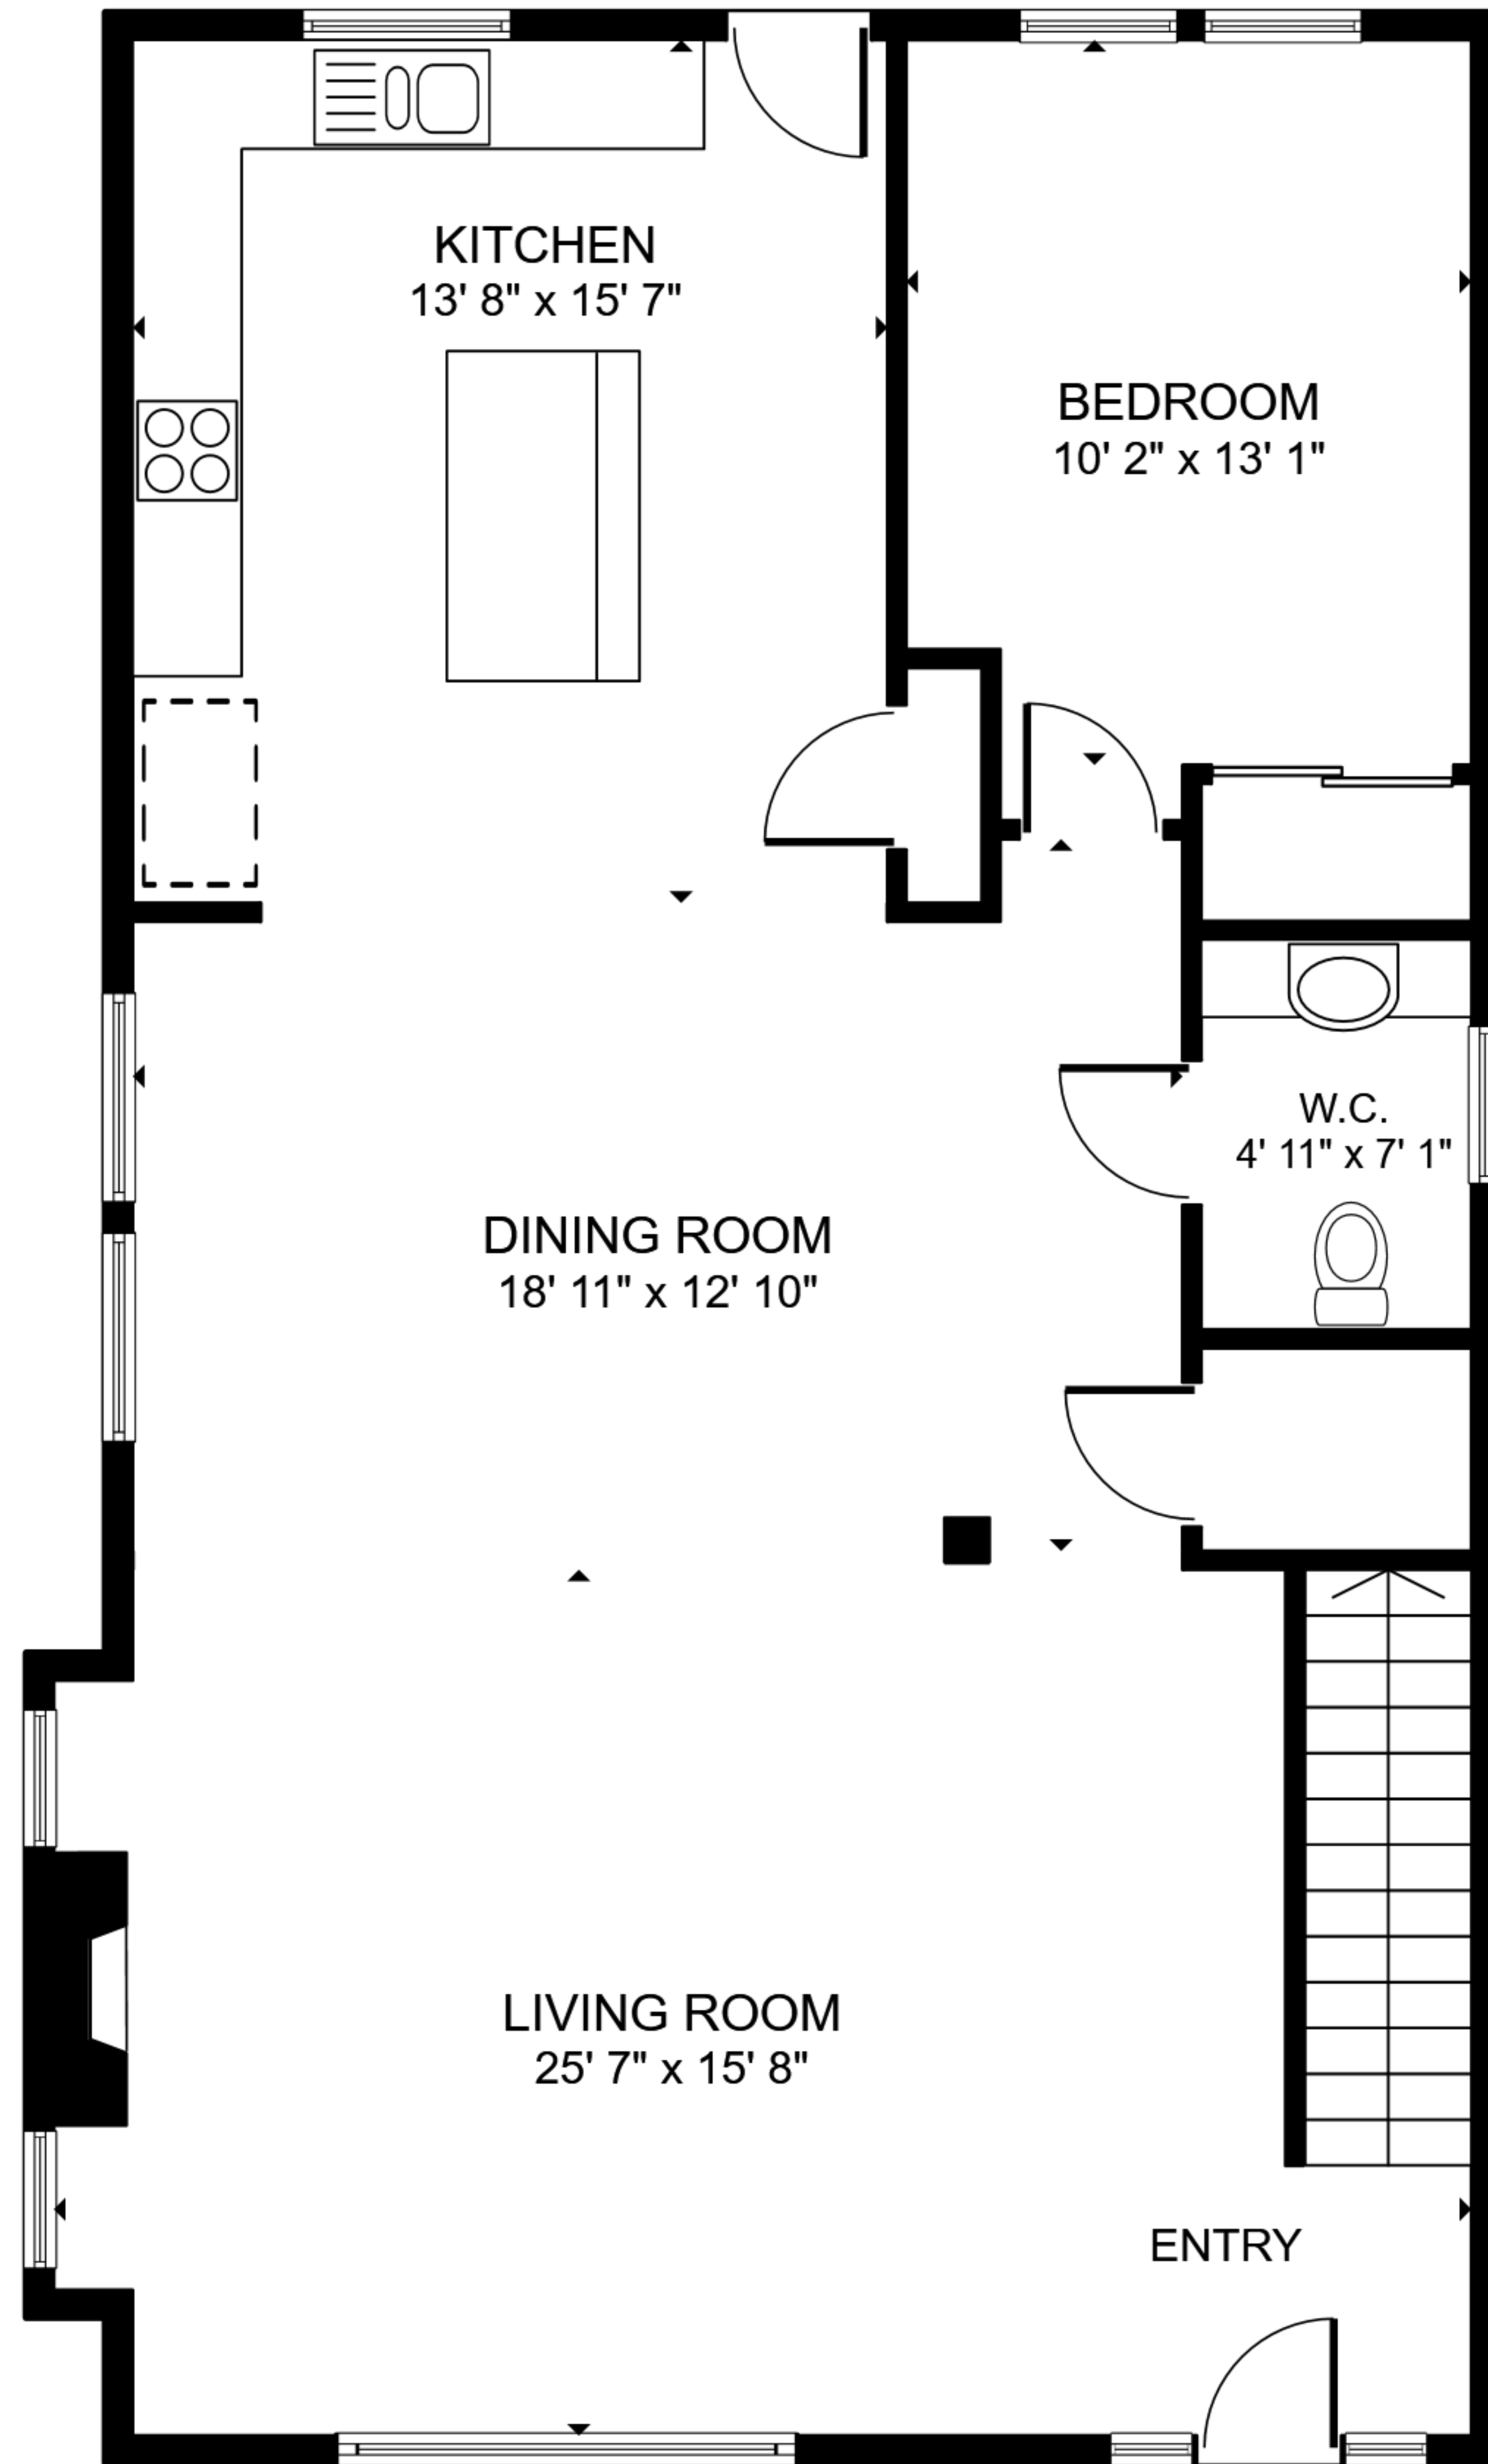 KITCHEN
13' 8" x 15' 7"
BEDROOM
10' 2" x 13' 1"
W.C.
4' 11" x 7' 1"
DINING ROOM
18' 11" x 12' 10"
LIVING ROOM
25' 7" x 15' 8"
ENTRY